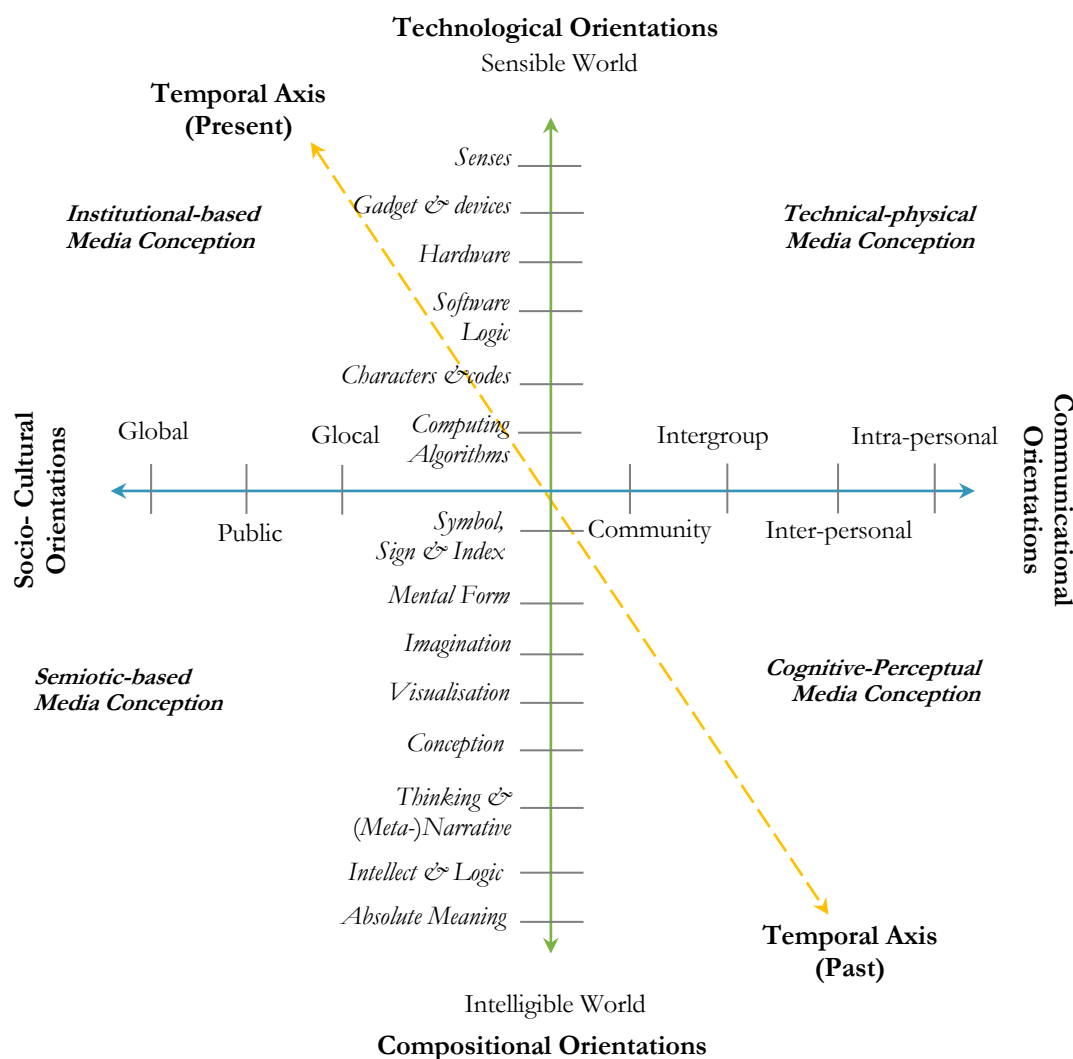 Technological Orientations
Sensible World
Temporal Axis
(Present)
Senses
Gadget & devices
Institutional-based
Media Conception
Technical-physical
Media Conception
Hardware
Software
Logic
Characters &codes
Socio- Cultural
Orientations
Global
Glocal
Computing
Algorithms
Intergroup
Intra-personal
Communicational
Orientations
Public
Symbol,
Sign & Index
Community
Inter-personal
Mental Form
Imagination
Semiotic-based
Media Conception
Cognitive-Perceptual
Media Conception
Visualisation
Conception
Thinking &
(Meta-)Narrative
Intellect & Logic
Absolute Meaning
Temporal Axis
(Past)
Intelligible World
Compositional Orientations